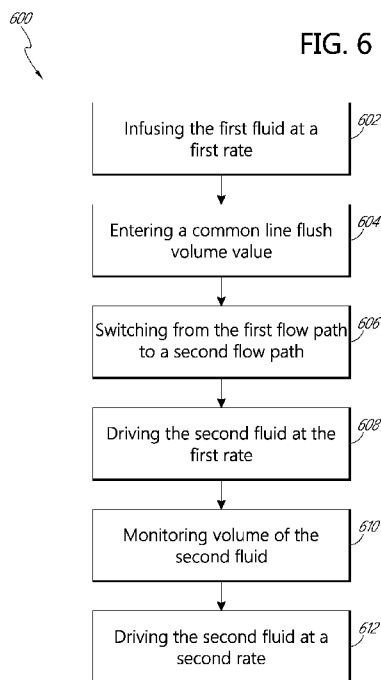 600
FIG. 6
Infusing the first fluid at a
first rate
602
Entering a common line flush
volume value
604
Switching from the first flow path
to a second flow path
606
Driving the second fluid at the
first rate
608
Monitoring volume of the
second fluid
610
Driving the second fluid at a
second rate
612